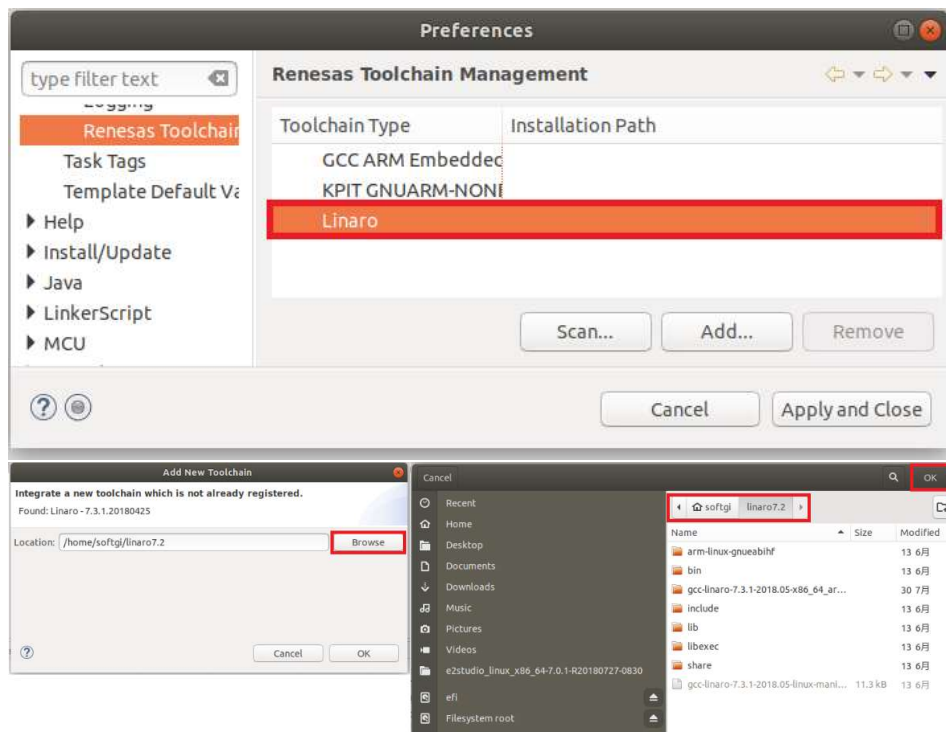 Preferences
type filter text
Renesas Toolchain Management
Logging
Renesas Toolchain
Task Tags
Template Default Va
Help
Install/Update
Java
LinkerScript
MCU
Toolchain Type Installation Path
GCC ARM Embedded
KPIT GNUARM-NON
Linaro
Scan... Add... Remove
Cancel Apply and Close
Add New Toolchain
Integrate a new toolchain which is not already registered.
Found: Linaro - 7.3.1.20180425
Location: /home/softgi/linaro7.2 Browse
Cancel OK
Cancel OK
Recent
Home
Desktop
Documents
Downloads
Music
Pictures
Videos
e2studio_linux_x86_64-7.0.1-R20180727-0830
efi
Filesystem root
softgi linaro7.2
Name Size Modified
arm-linux-gnueabihf 13 6月
bin 13 6月
gcc-linaro-7.3.1-2018.05-x86_64_ar... 30 7月
include 13 6月
lib 13 6月
libexec 13 6月
share 13 6月
gcc-linaro-7.3.1-2018.05-linux-mani... 11.3 kB 13 6月